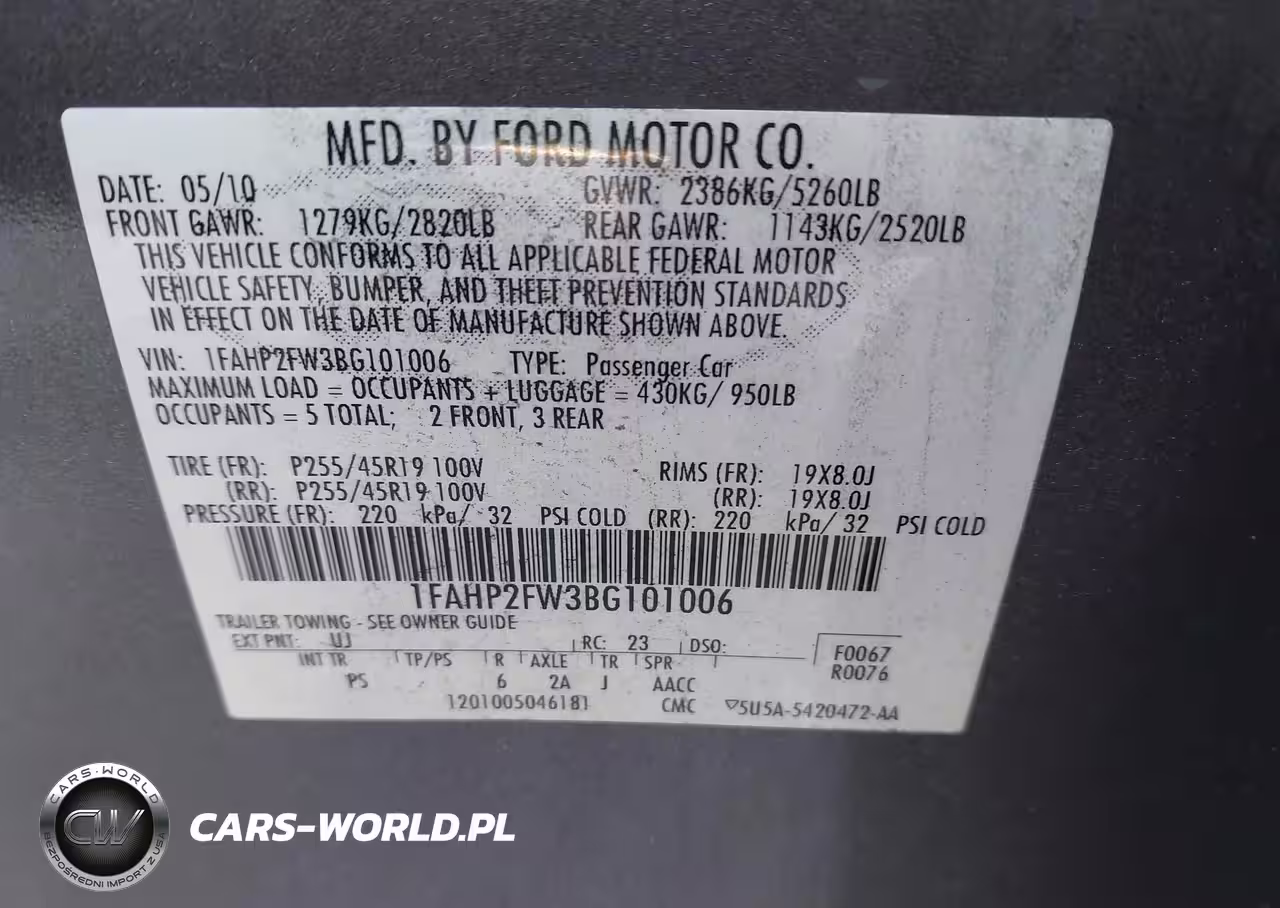 MFD. BY FORD MOTOR CO.
DATE: 05/10 GVWR: 2386KG/5260LB
FRONT GAWR: 1279KG/2820LB REAR GAWR: 1143KG/2520LB
THIS VEHICLE CONFORMS TO ALL APPLICABLE FEDERAL MOTOR
VEHICLE SAFETY, BUMPER, AND THEFT PREVENTION STANDARDS
IN EFFECT ON THE DATE OF MANUFACTURE SHOWN ABOVE.
VIN: 1FAHP2FW3BG101006 TYPE: Passenger Car
MAXIMUM LOAD = OCCUPANTS + LUGGAGE = 430KG/ 950LB
OCCUPANTS = 5 TOTAL; 2 FRONT, 3 REAR
TIRE (FR): P255/45R19 100V RIMS (FR): 19X8.0J
(RR): P255/45R19 100V (RR): 19X8.0J
PRESSURE (FR): 220 kPa/ 32 PSI COLD (RR): 220 kPa/ 32 PSI COLD
1FAHP2FW3BG101006
TRAILER TOWING - SEE OWNER GUIDE
EXT PNT: UJ RC: 23 DSO: F0067
INT TR TP/PS R AXLE TR SPR R0076
PS 6 2A J AACC
1201005046181 CMC ▽5U5A-5420472-AA
CARS-WORLD
CW
BEZPOŚREDNI IMPORT Z USA
CARS-WORLD.PL